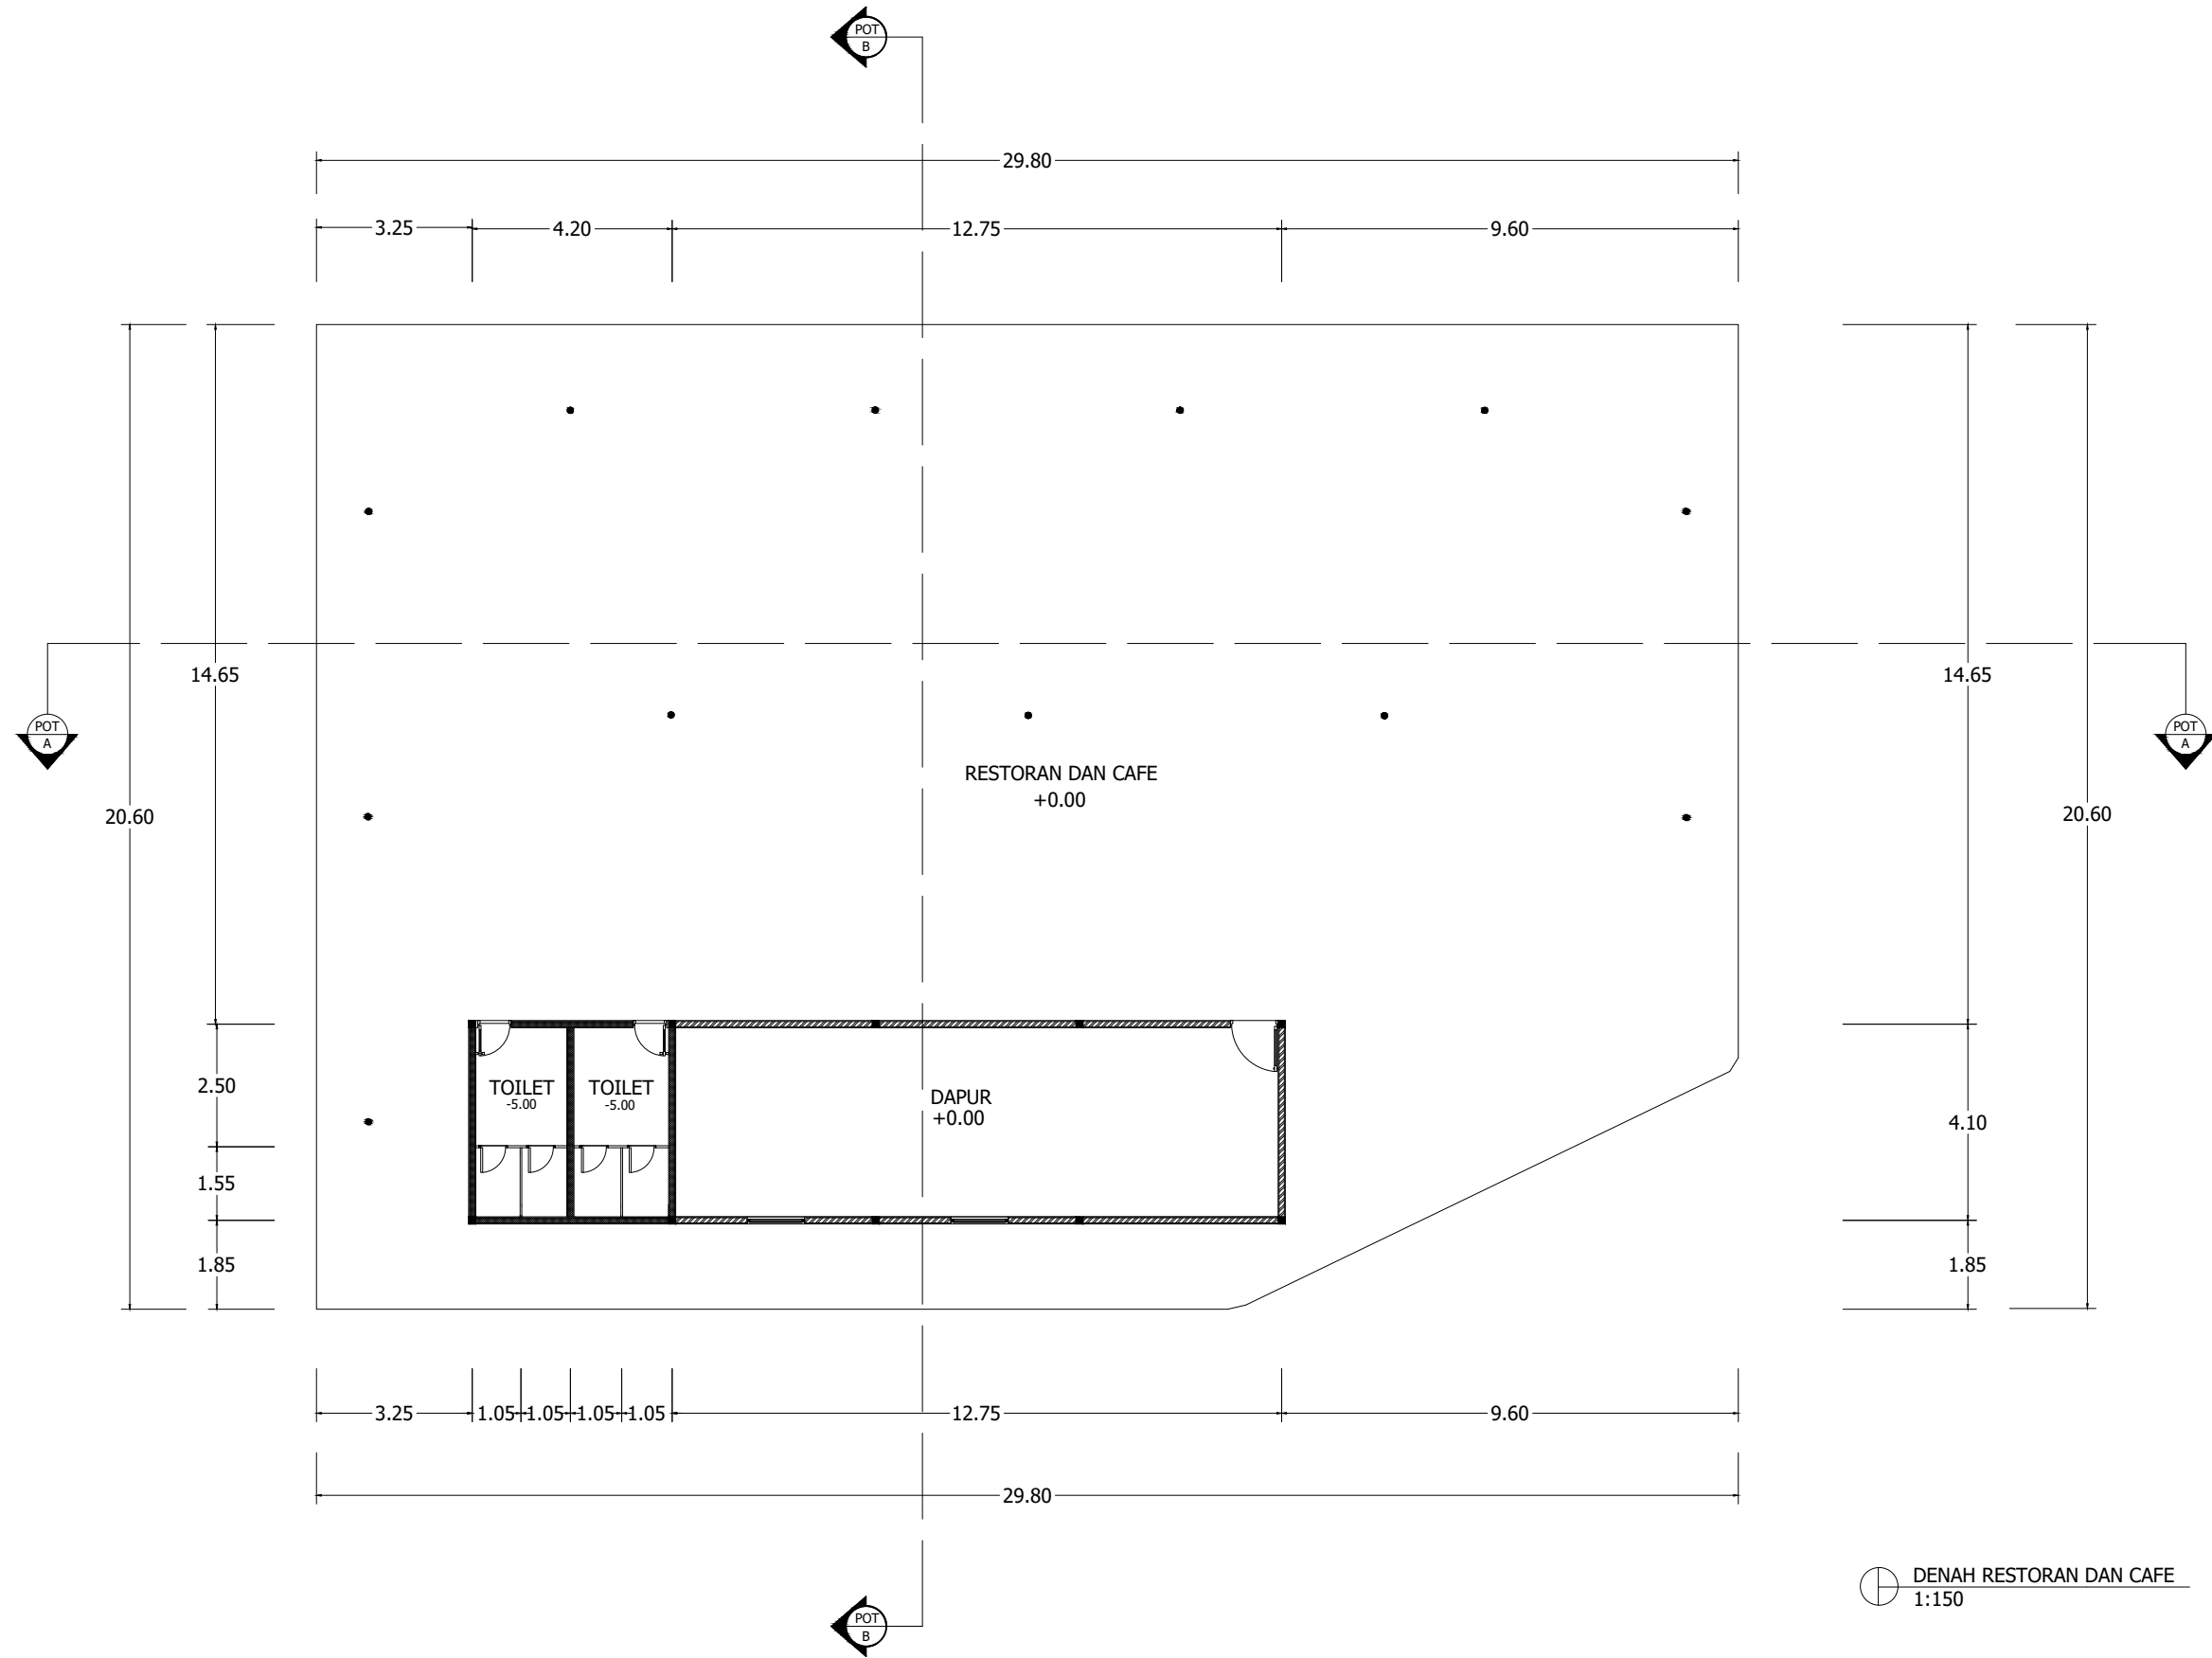 POT
B
29.80
3.25
4.20
12.75
9.60
14.65
14.65
POT
A
POT
A
RESTORAN DAN CAFE
+0.00
20.60
20.60
2.50
TOILET
-5.00
TOILET
-5.00
DAPUR
+0.00
4.10
1.55
1.85
1.85
3.25
1.05
1.05
1.05
1.05
12.75
9.60
29.80
DENAH RESTORAN DAN CAFE
1:150
POT
B